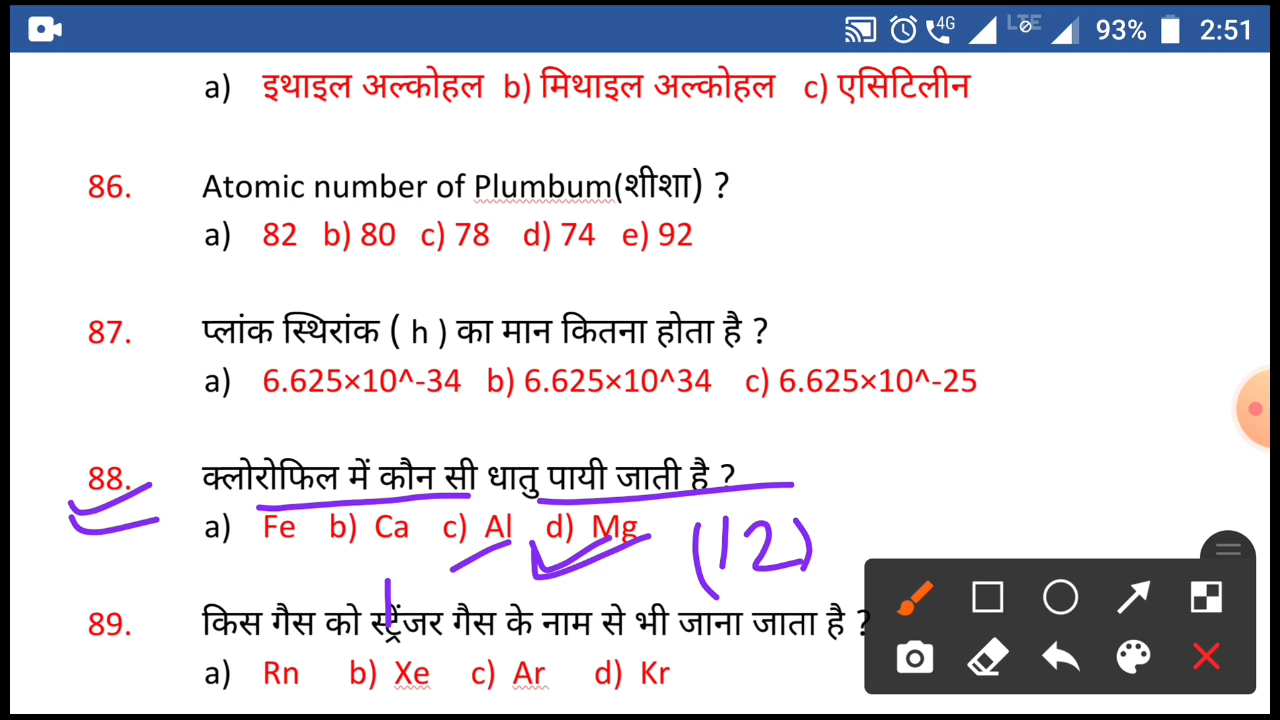 4G LTE 93% 2:51
a) इथाइल अल्कोहल b) मिथाइल अल्कोहल c) एसिटिलीन
86. Atomic number of Plumbum(शीशा) ?
a) 82 b) 80 c) 78 d) 74 e) 92
87. प्लांक स्थिरांक ( h ) का मान कितना होता है ?
a) 6.625×10^-34 b) 6.625×10^34 c) 6.625×10^-25
88. क्लोरोफिल में कौन सी धातु पायी जाती है ?
a) Fe b) Ca c) Al d) Mg (12)
89. किस गैस को स्ट्रेंजर गैस के नाम से भी जाना जाता है ?
a) Rn b) Xe c) Ar d) Kr